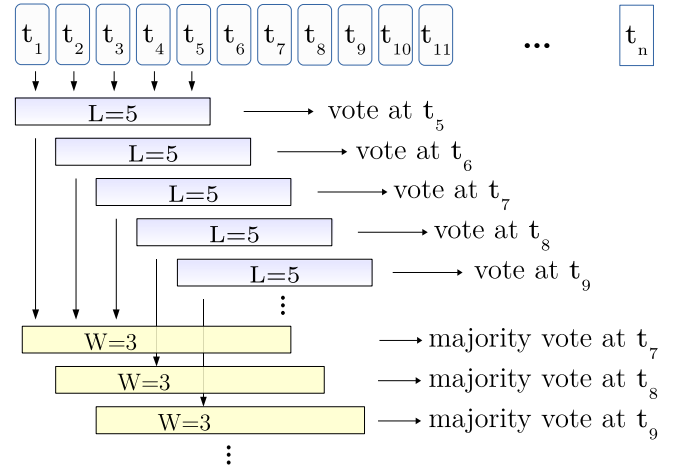 t₁ t₂ t₃ t₄ t₅ t₆ t₇ t₈ t₉ t₁₀ t₁₁ ... tₙ
L=5 vote at t₅
L=5 vote at t₆
L=5 vote at t₇
L=5 vote at t₈
L=5 vote at t₉
W=3 majority vote at t₇
W=3 majority vote at t₈
W=3 majority vote at t₉